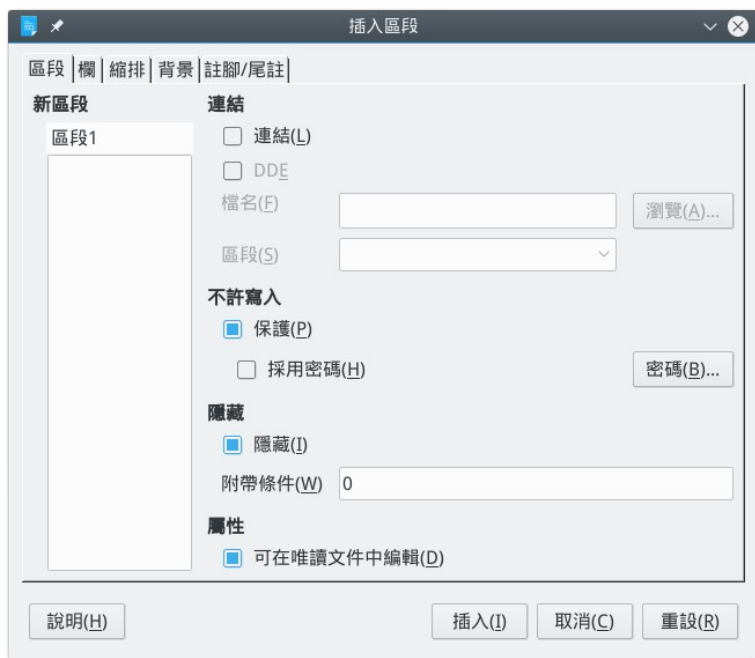 插入區段
區段 欄 縮排 背景 註腳/尾註
新區段
區段1
連結
連結(L)
DDE
檔名(F) 瀏覽(A)...
區段(S)
不許寫入
保護(P)
採用密碼(H) 密碼(B)...
隱藏
隱藏(I)
附帶條件(W) 0
屬性
可在唯讀文件中編輯(D)
說明(H) 插入(I) 取消(C) 重設(R)